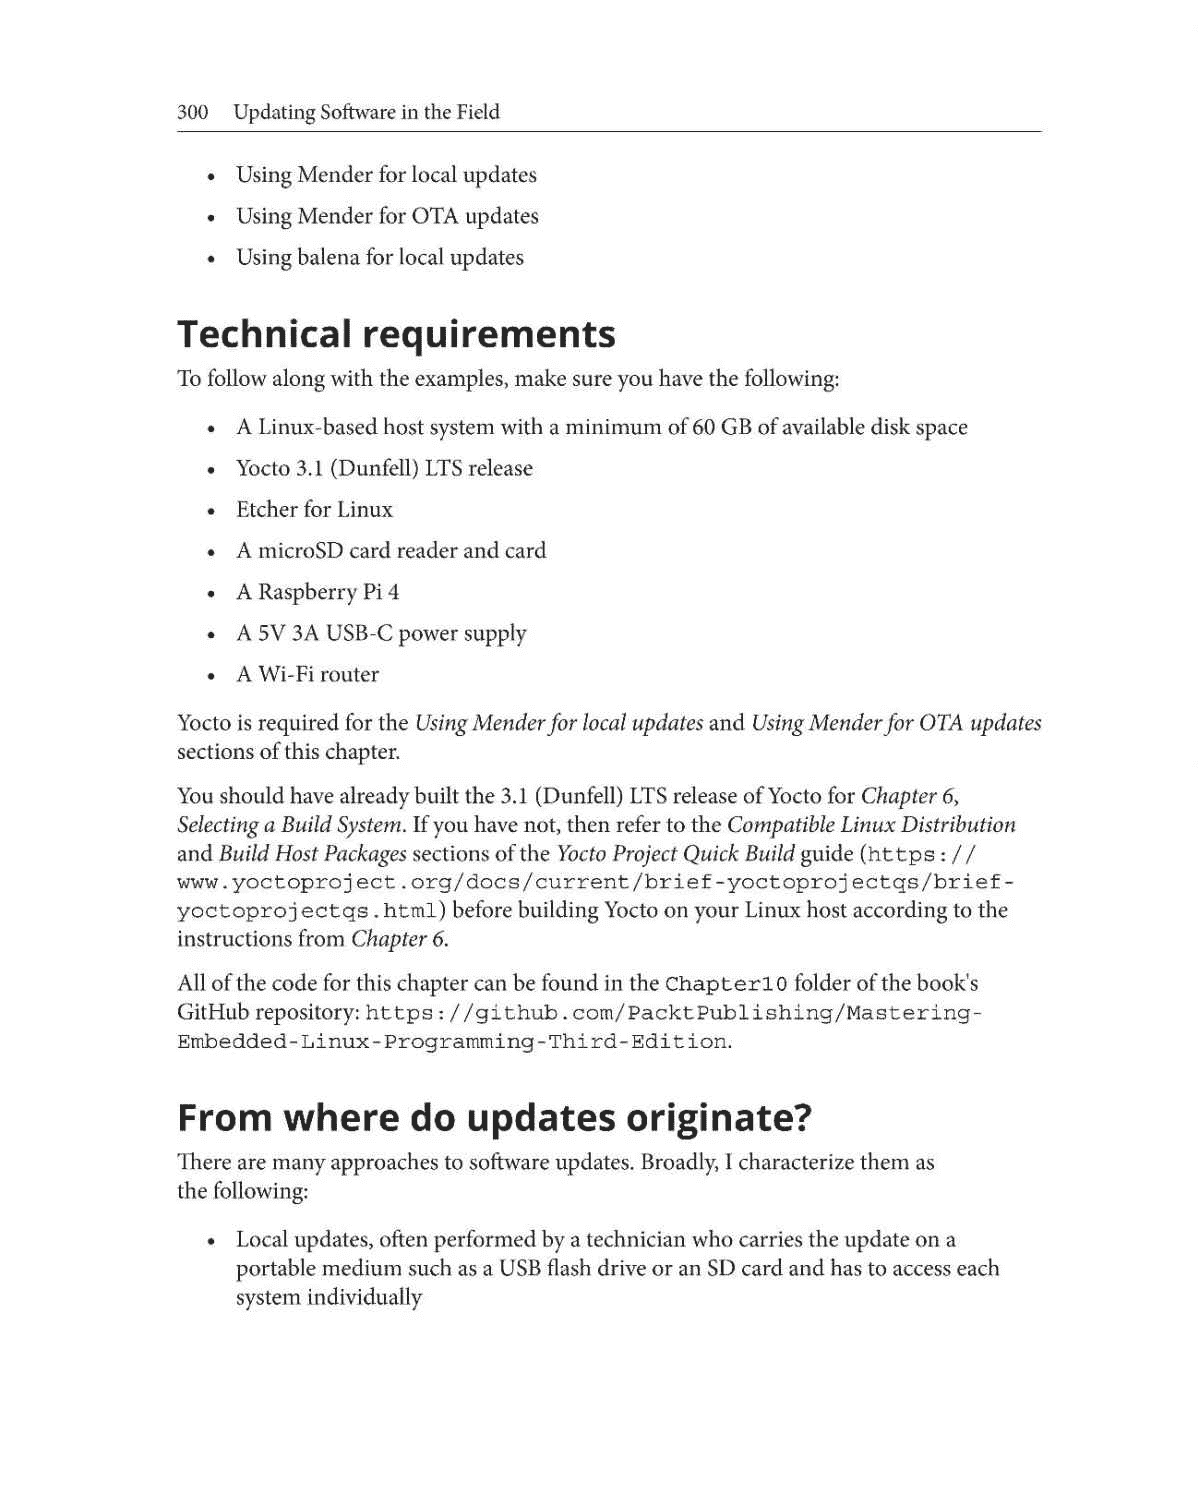 300 Updating Software in the Field
• Using Mender for local updates
• Using Mender for OTA updates
• Using balena for local updates
Technical requirements
To follow along with the examples, make sure you have the following:
• A Linux-based host system with a minimum of 60 GB of available disk space
• Yocto 3.1 (Dunfell) LTS release
• Etcher for Linux
• A microSD card reader and card
• A Raspberry Pi 4
• A 5V 3A USB-C power supply
• A Wi-Fi router
Yocto is required for the Using Mender for local updates and Using Mender for OTA updates
sections of this chapter.
You should have already built the 3.1 (Dunfell) LTS release of Yocto for Chapter 6,
Selecting a Build System. If you have not, then refer to the Compatible Linux Distribution
and Build Host Packages sections of the Yocto Project Quick Build guide (https://
www.yoctoproject.org/docs/current/brief-yoctoprojectqs/brief-
yoctoprojectqs.html) before building Yocto on your Linux host according to the
instructions from Chapter 6.
All of the code for this chapter can be found in the Chapter10 folder of the book's
GitHub repository: https://github.com/PacktPublishing/Mastering-
Embedded-Linux-Programming-Third-Edition.
From where do updates originate?
There are many approaches to software updates. Broadly, I characterize them as
the following:
• Local updates, often performed by a technician who carries the update on a
portable medium such as a USB flash drive or an SD card and has to access each
system individually